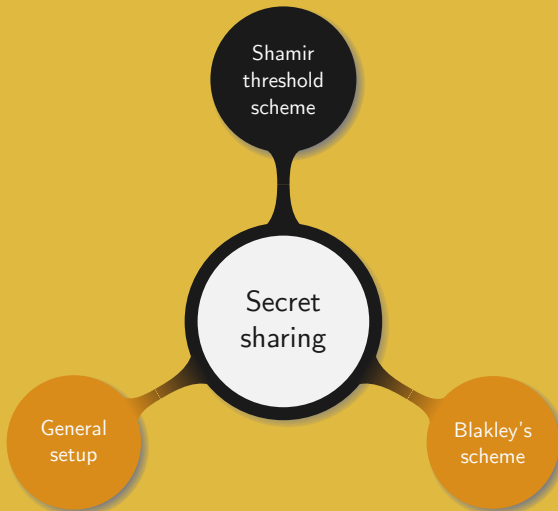 Shamir
threshold
scheme
Secret
sharing
General
setup
Blakley's
scheme